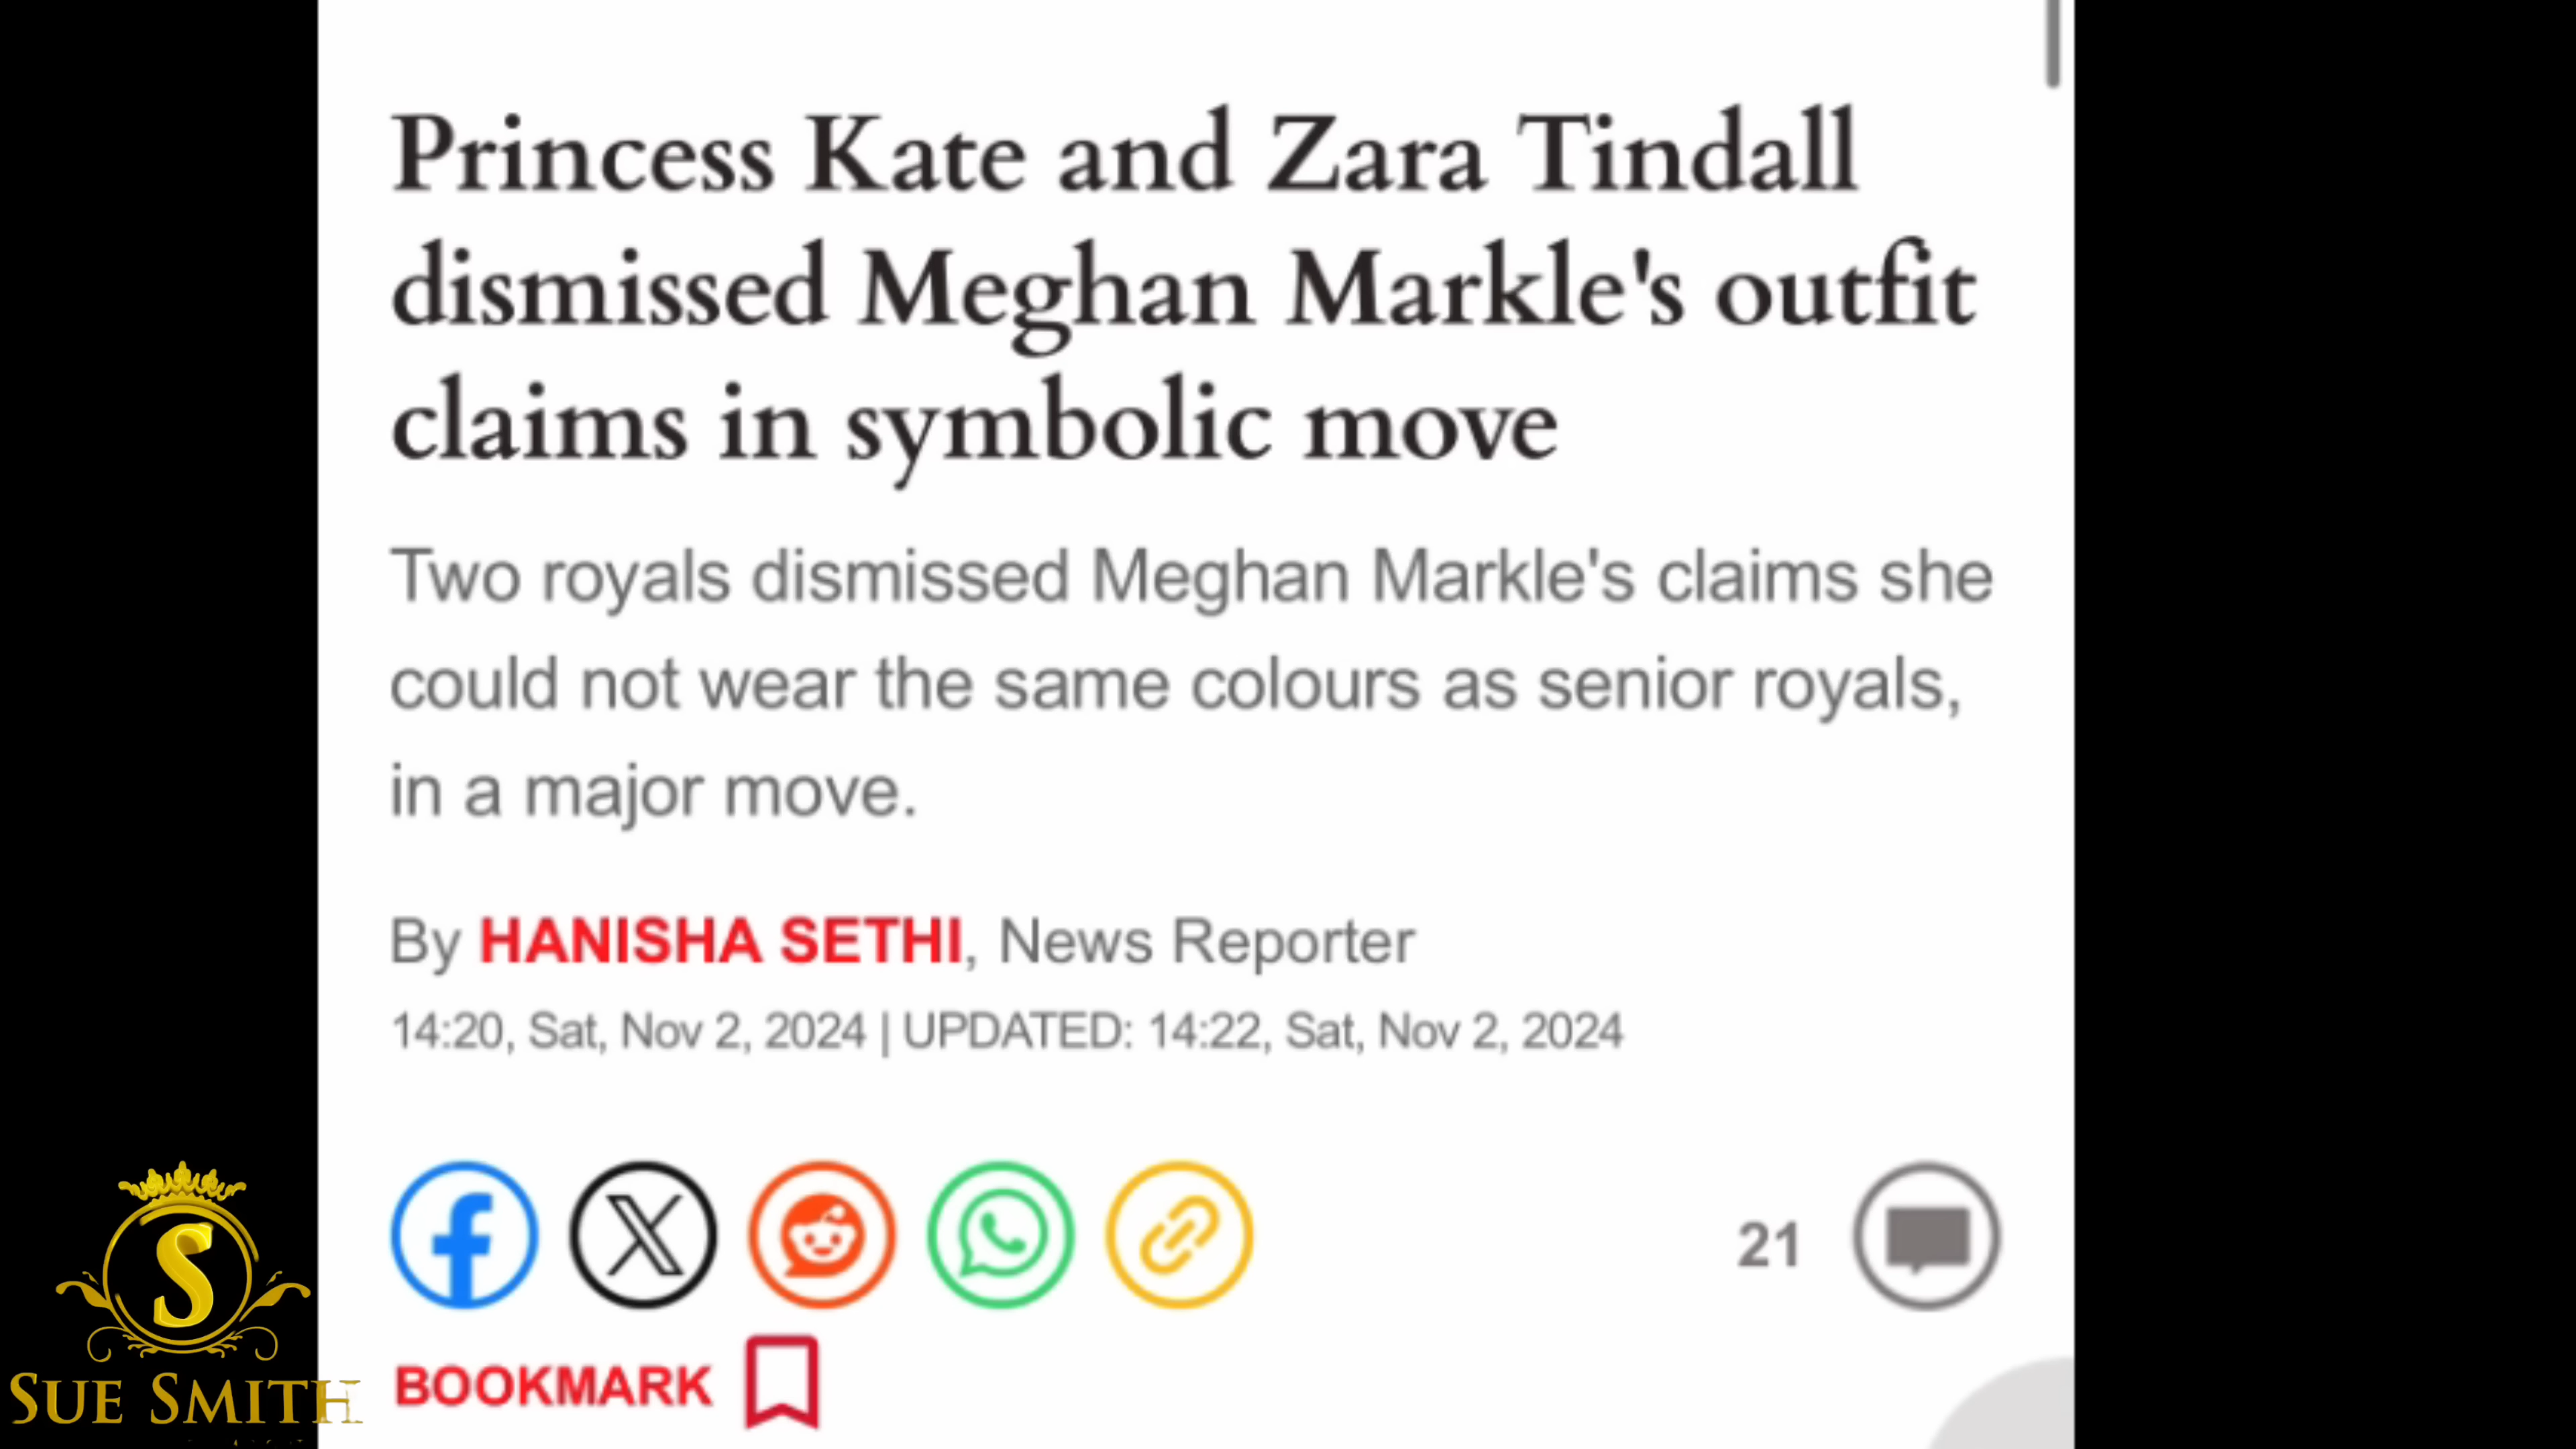 Princess Kate and Zara Tindall
dismissed Meghan Markle's outfit
claims in symbolic move
Two royals dismissed Meghan Markle's claims she
could not wear the same colours as senior royals,
in a major move.
By HANISHA SETHI, News Reporter
14:20, Sat, Nov 2, 2024 | UPDATED: 14:22, Sat, Nov 2, 2024
21
S
SUE SMITH
BOOKMARK